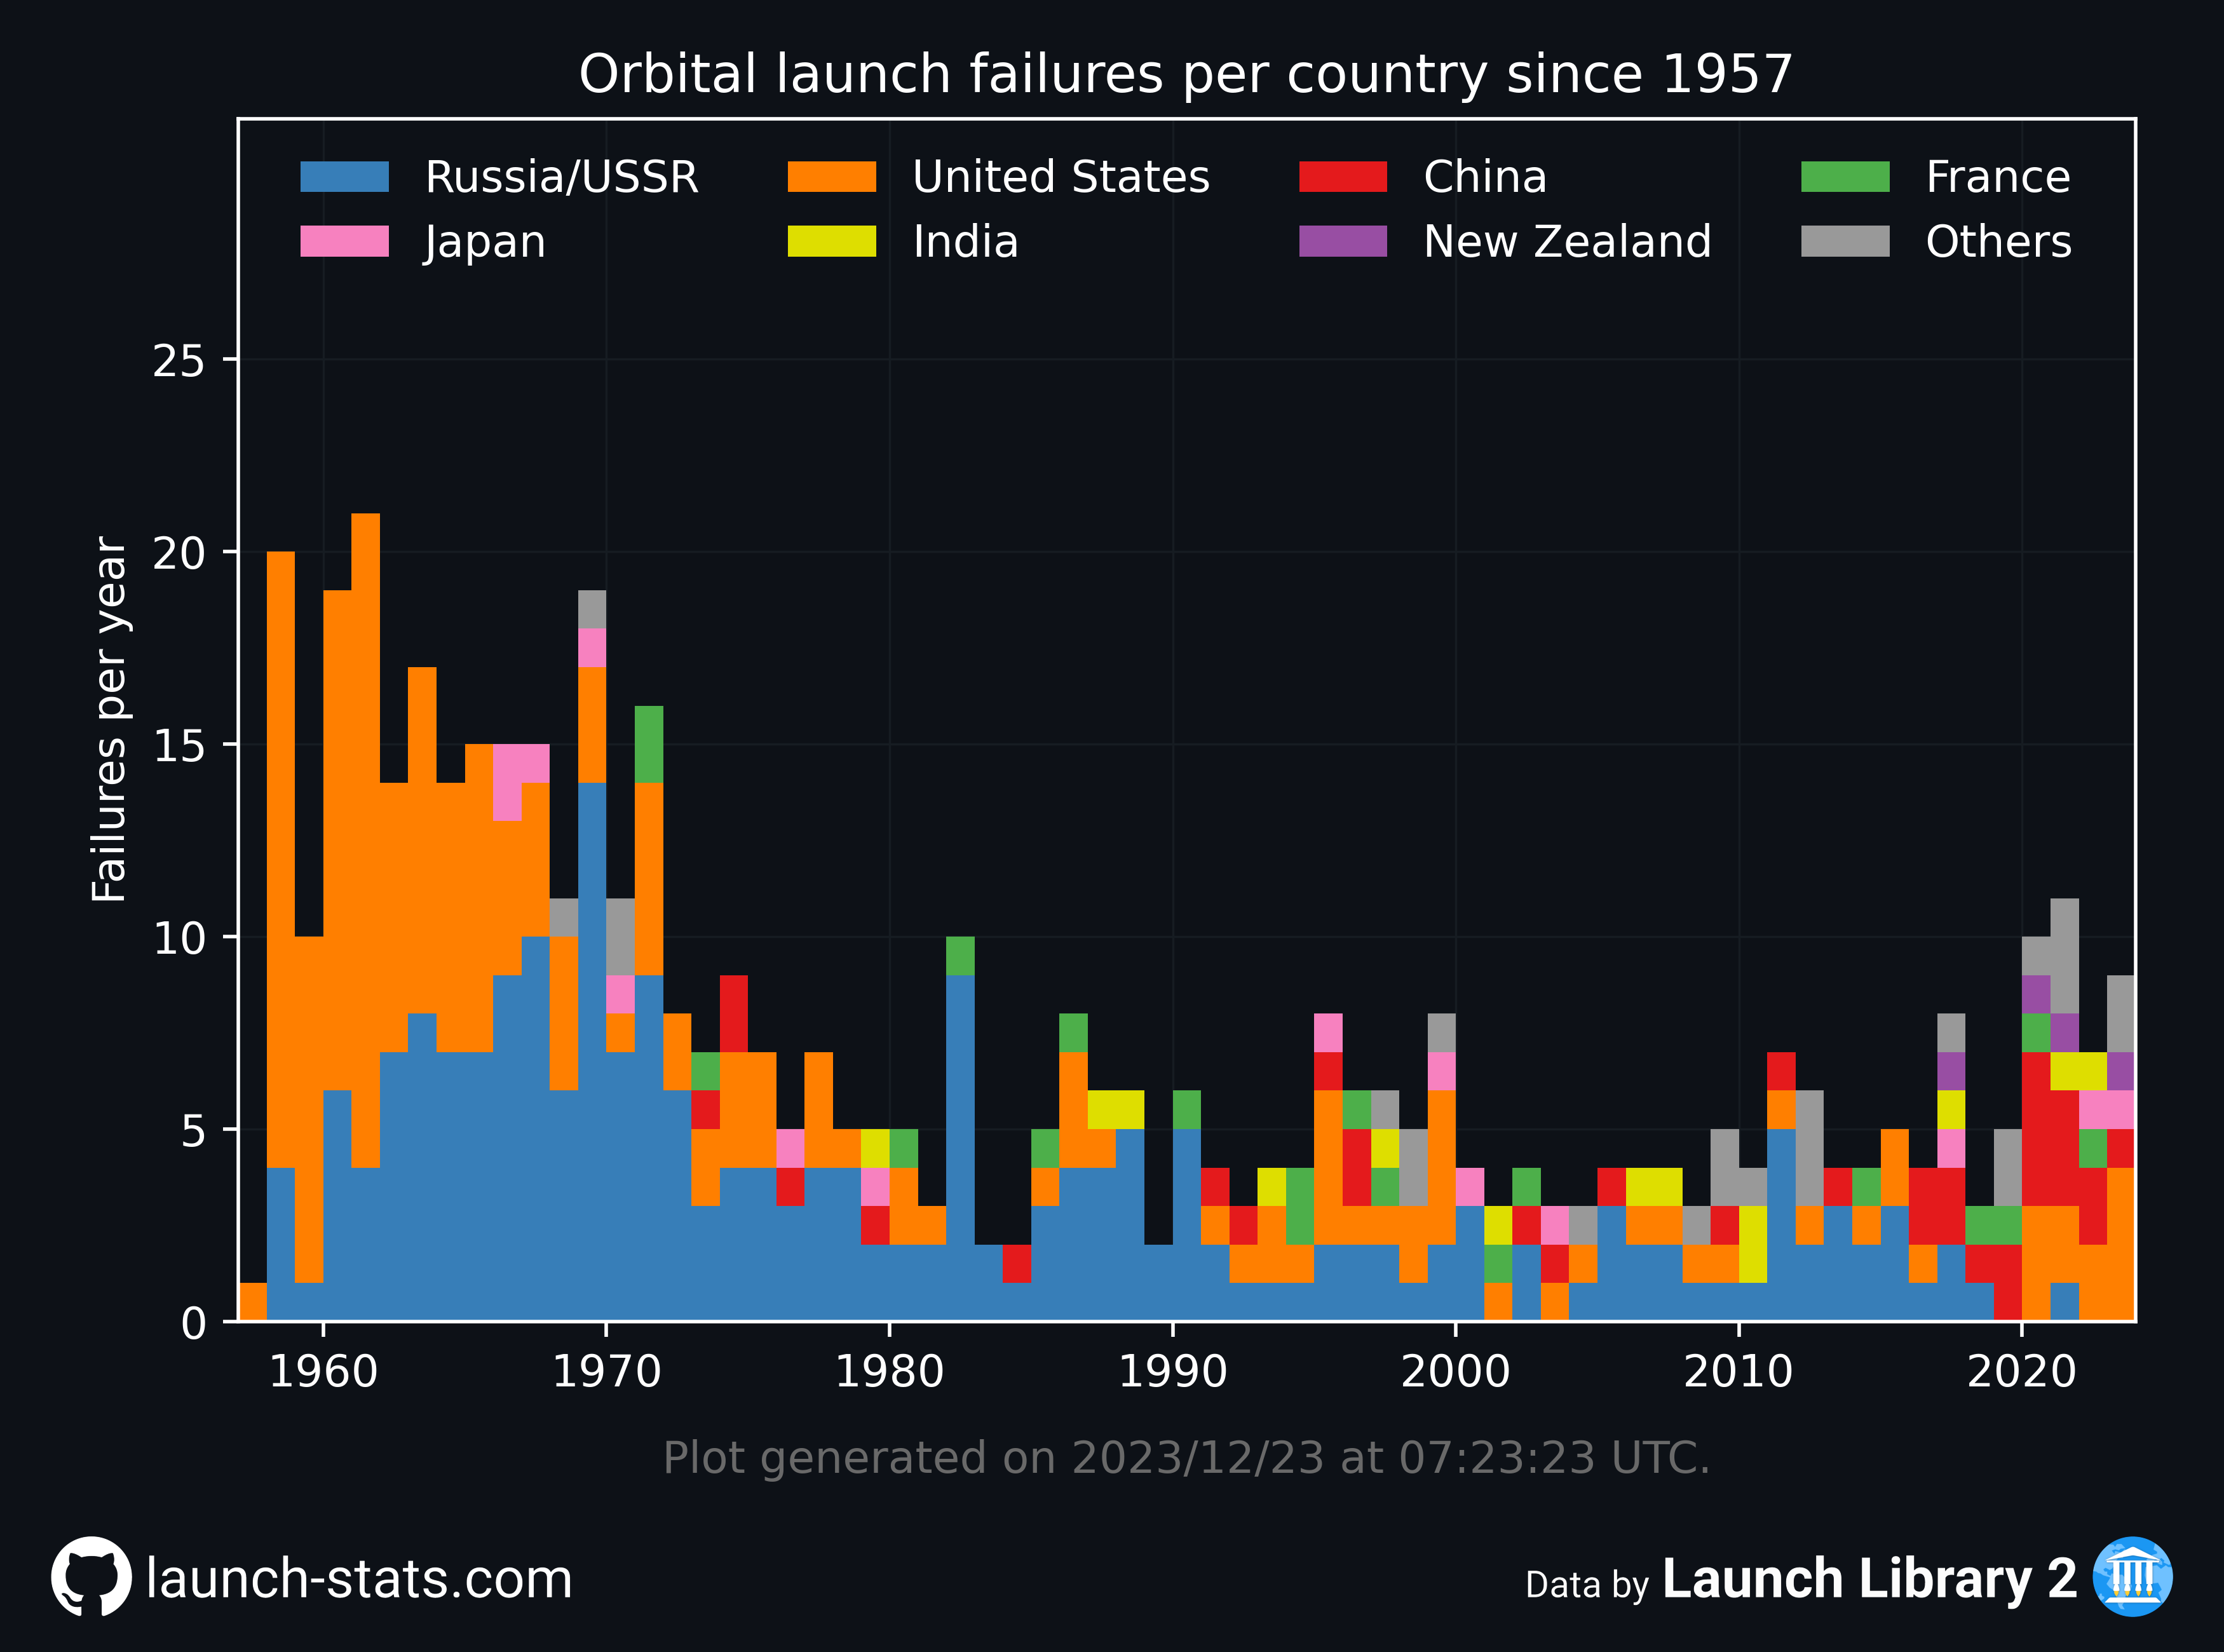 Orbital launch failures per country since 1957
Russia/USSR United States China France
Japan India New Zealand Others
Failures per year
25
20
15
10
5
0
1960 1970 1980 1990 2000 2010 2020
Plot generated on 2023/12/23 at 07:23:23 UTC.
launch-stats.com
Data by Launch Library 2